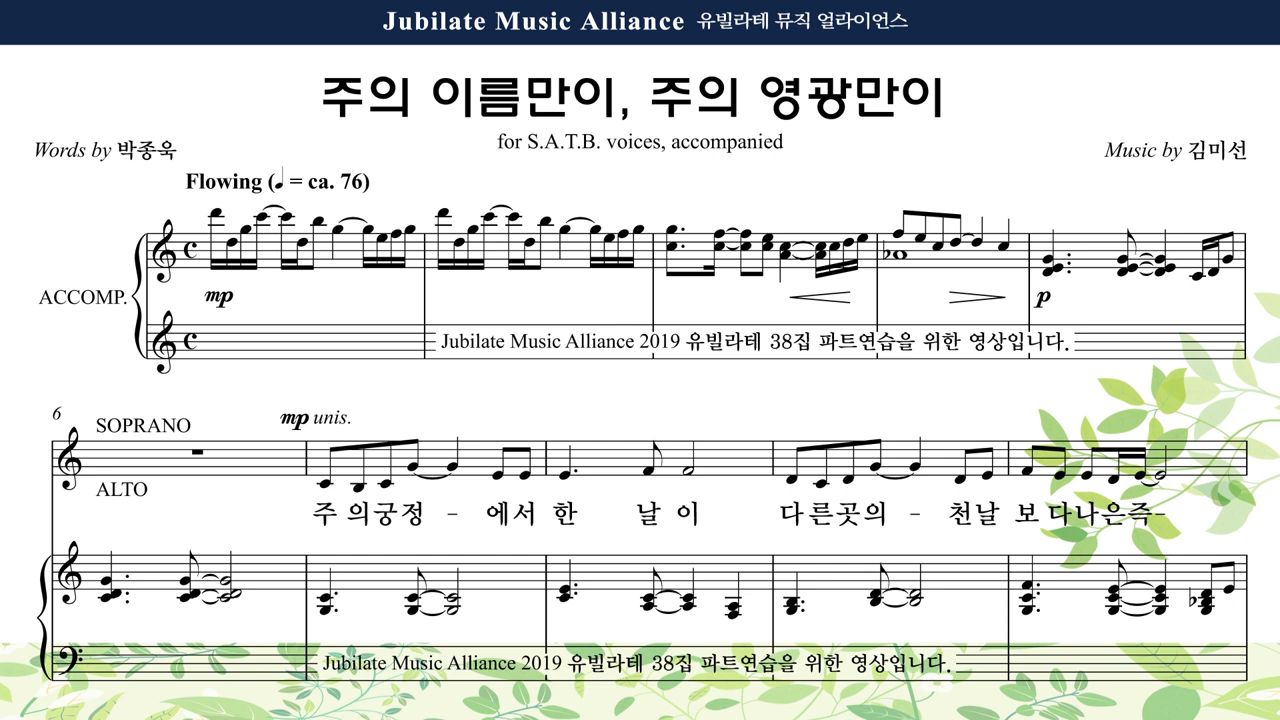 Jubilate Music Alliance 유빌라테 뮤직 얼라이언스
주의 이름만이, 주의 영광만이
for S.A.T.B. voices, accompanied
Words by 박종욱
Music by 김미선
Flowing (♩ = ca. 76)
ACCOMP.
mp
p
Jubilate Music Alliance 2019 유빌라테 38집 파트연습을 위한 영상입니다.
6
SOPRANO
mp unis.
ALTO
주 의궁정 - 에서 한 날 이 다른곳의 - 천날 보 다나은즉-
Jubilate Music Alliance 2019 유빌라테 38집 파트연습을 위한 영상입니다.